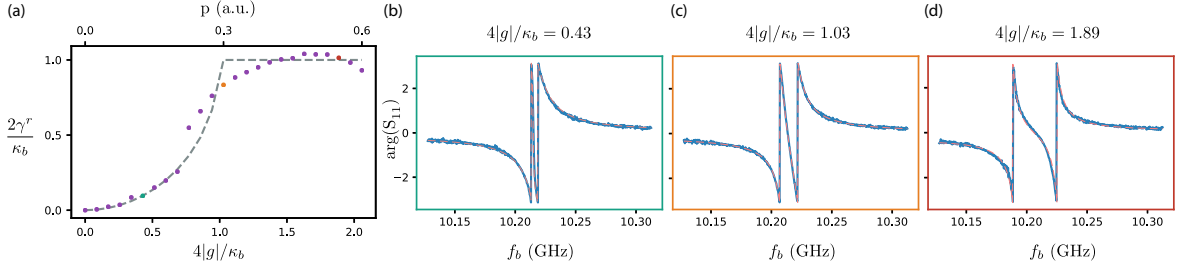 (a)
p (a.u.)
0.0 0.3 0.6
1.0
0.5
0.0
2γ^r/κ_b
0.0 0.5 1.0 1.5 2.0
4|g|/κ_b
(b)
4|g|/κ_b = 0.43
arg(S_11)
2
0
−2
10.15 10.20 10.25 10.30
f_b (GHz)
(c)
4|g|/κ_b = 1.03
10.15 10.20 10.25 10.30
f_b (GHz)
(d)
4|g|/κ_b = 1.89
10.15 10.20 10.25 10.30
f_b (GHz)